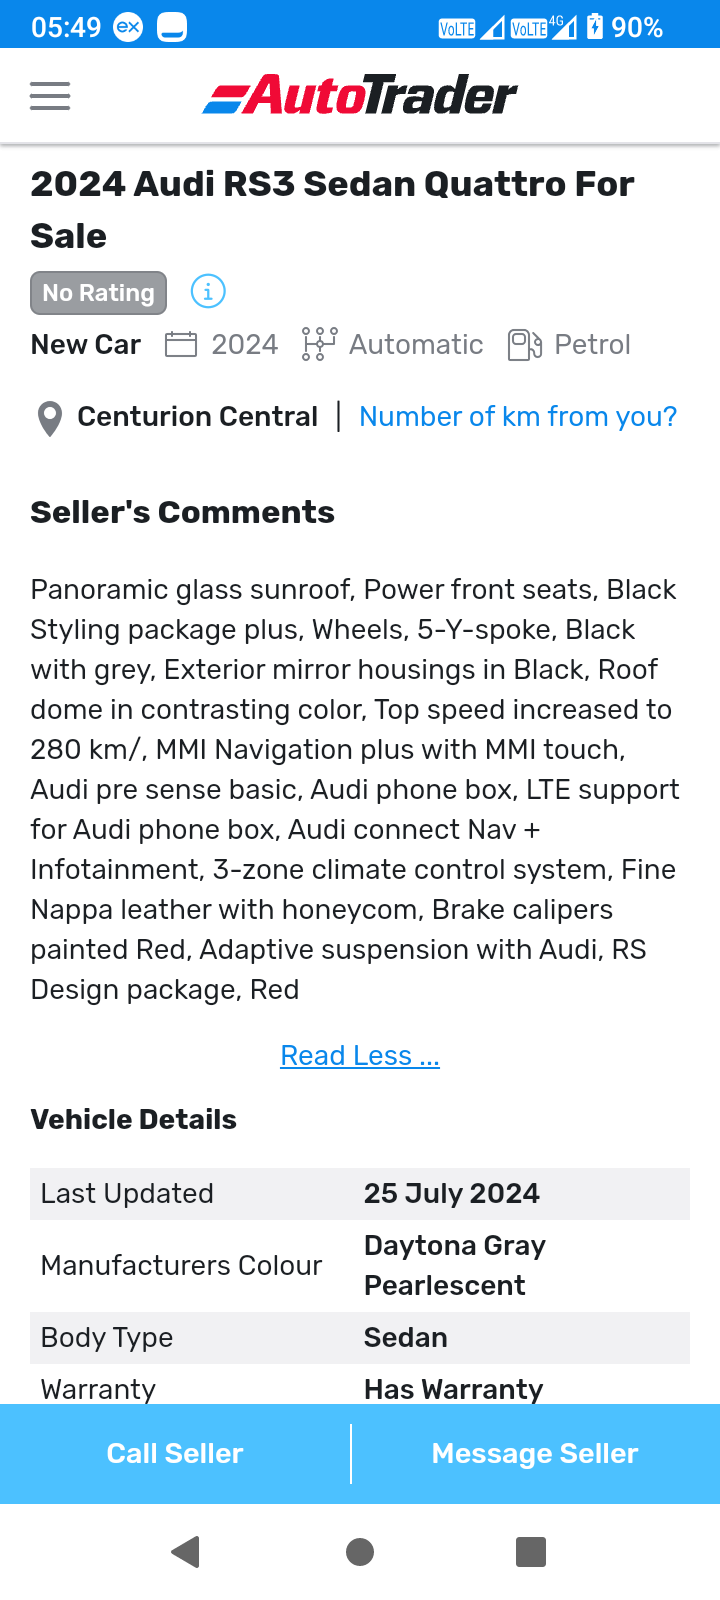 05:49 ex VoLTE VoLTE 4G 90%
AutoTrader
2024 Audi RS3 Sedan Quattro For
Sale
No Rating i
New Car 2024 Automatic Petrol
Centurion Central | Number of km from you?
Seller's Comments
Panoramic glass sunroof, Power front seats, Black
Styling package plus, Wheels, 5-Y-spoke, Black
with grey, Exterior mirror housings in Black, Roof
dome in contrasting color, Top speed increased to
280 km/, MMI Navigation plus with MMI touch,
Audi pre sense basic, Audi phone box, LTE support
for Audi phone box, Audi connect Nav +
Infotainment, 3-zone climate control system, Fine
Nappa leather with honeycom, Brake calipers
painted Red, Adaptive suspension with Audi, RS
Design package, Red
Read Less ...
Vehicle Details
Last Updated 25 July 2024
Manufacturers Colour Daytona Gray
Pearlescent
Body Type Sedan
Warranty Has Warranty
Call Seller Message Seller